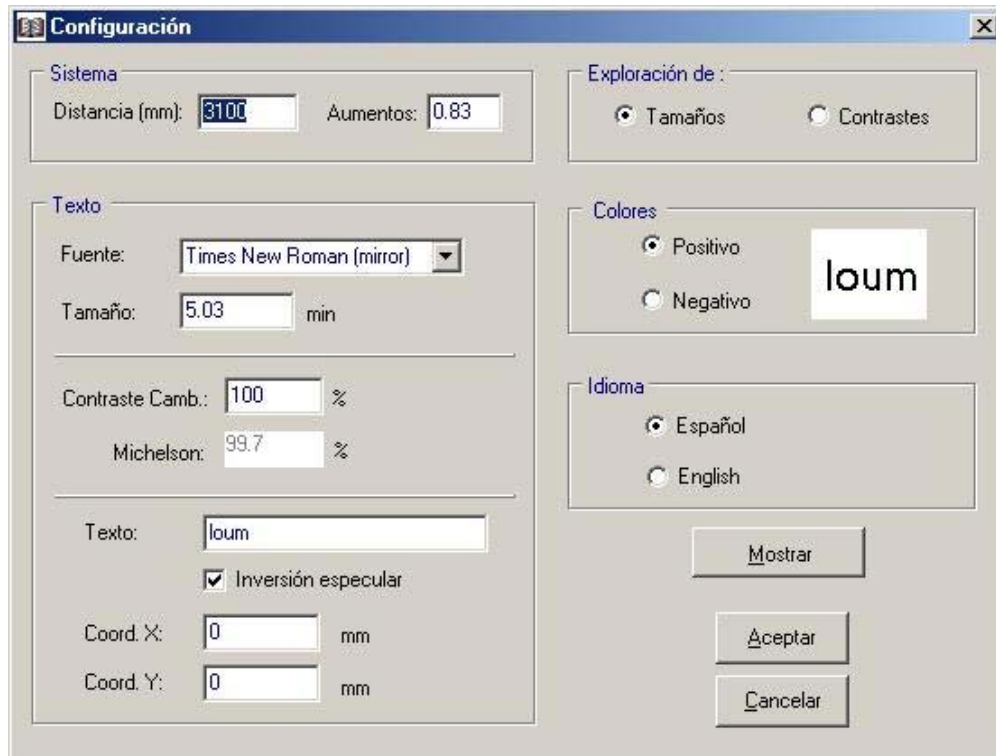 Configuración
Sistema
Distancia (mm): 3100 Aumentos: 0.83
Texto
Fuente: Times New Roman (mirror)
Tamaño: 5.03 min
Contraste Camb.: 100 %
Michelson: 99.7 %
Texto: loum
Inversión especular
Coord. X: 0 mm
Coord. Y: 0 mm
Exploración de :
Tamaños Contrastes
Colores
Positivo
Negativo
loum
Idioma
Español
English
Mostrar
Aceptar
Cancelar